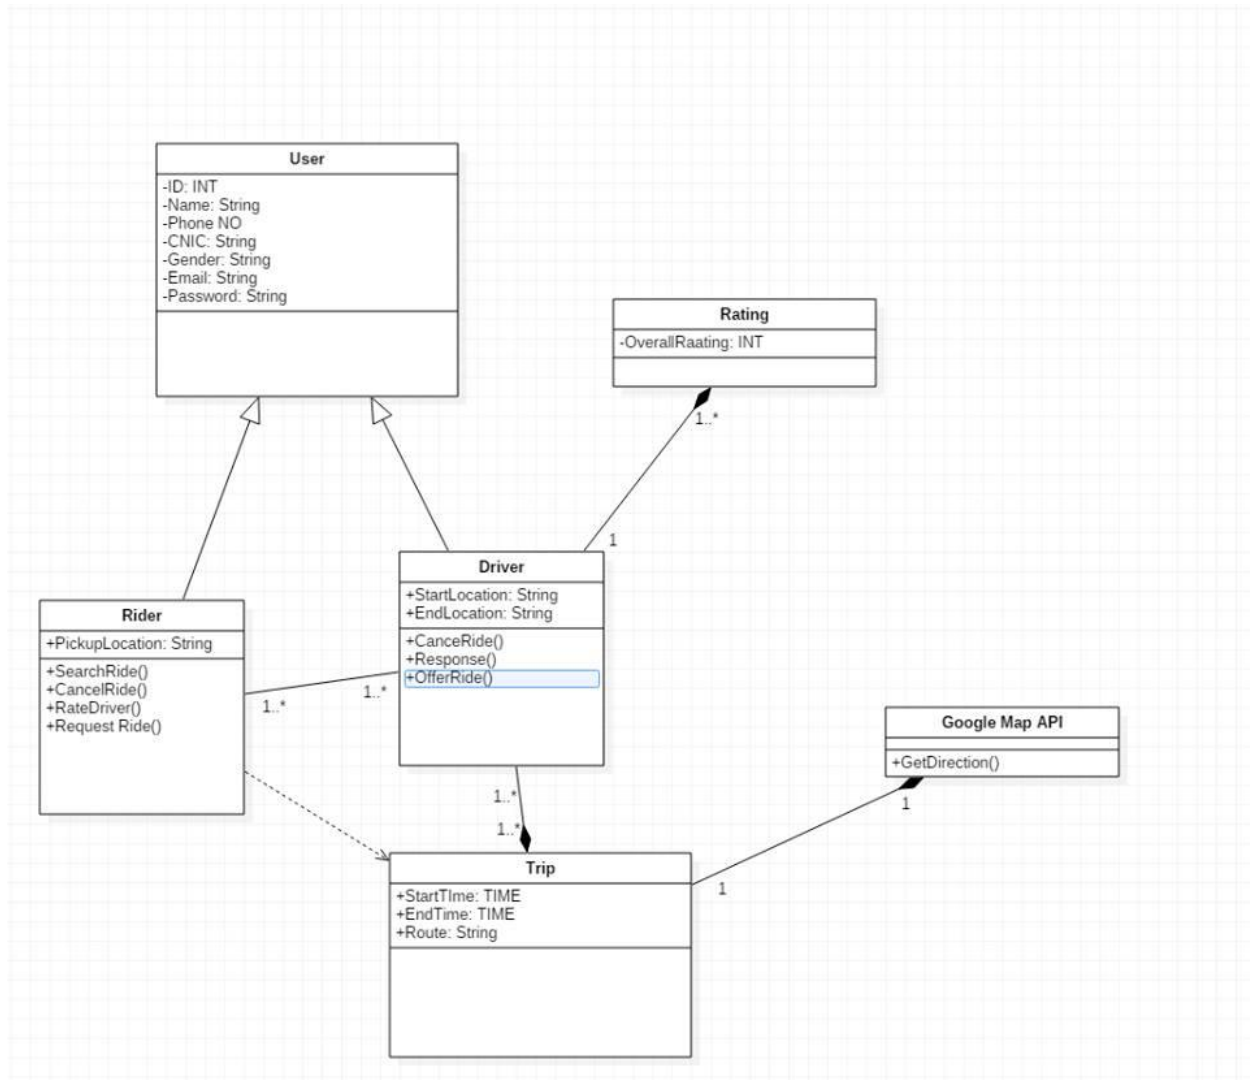 User
-ID: INT
-Name: String
-Phone NO
-CNIC: String
-Gender: String
-Email: String
-Password: String
Rating
-OverallRaating: INT
1..*
1
Driver
+StartLocation: String
+EndLocation: String
+CanceRide()
+Response()
+OfferRide()
Rider
+PickupLocation: String
+SearchRide()
+CancelRide()
+RateDriver()
+Request Ride()
1..*
1..*
Google Map API
+GetDirection()
1
1
1..*
1..*
Trip
+StartTIme: TIME
+EndTime: TIME
+Route: String